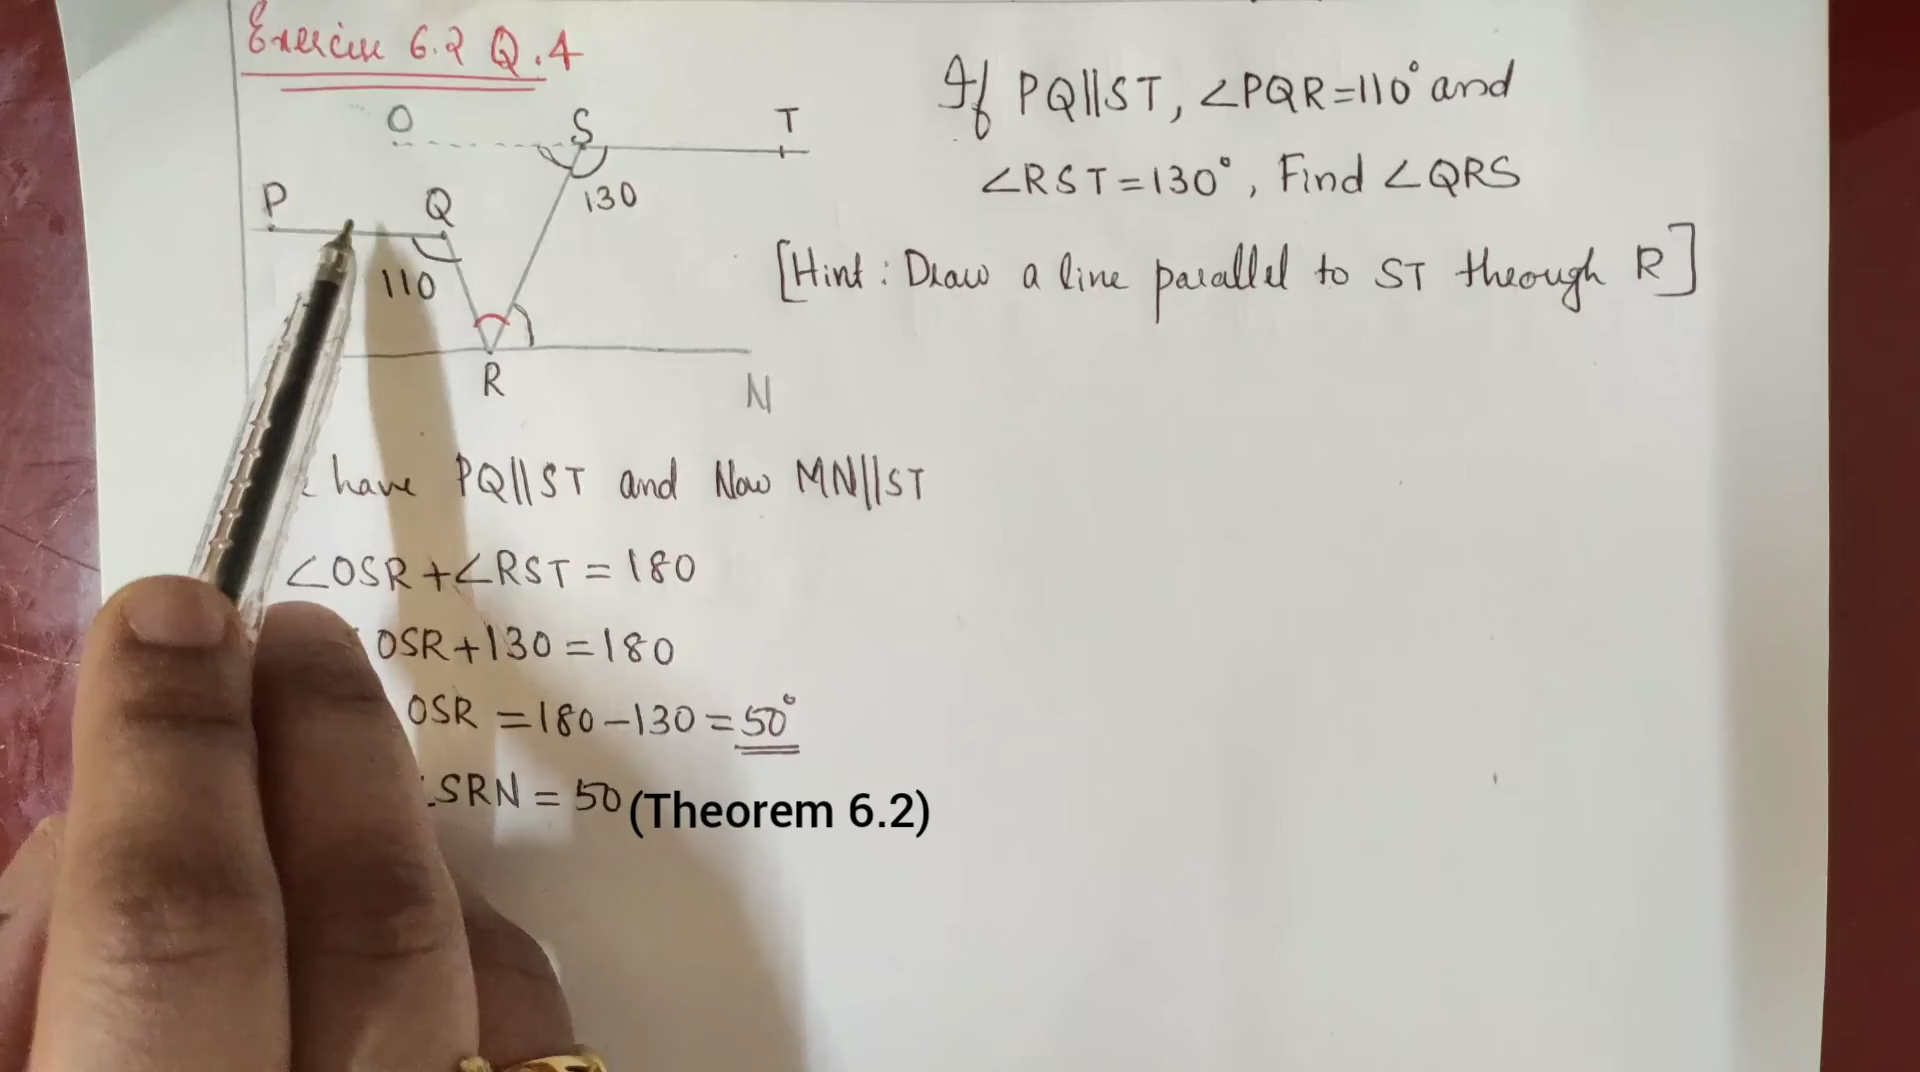 Exercise 6.2 Q.4
If PQ||ST, ∠PQR=110° and
∠RST=130°, Find ∠QRS
[Hint: Draw a line parallel to ST through R]
O S T
130
P Q
110
R N
have PQ||ST and Now MN||ST
∠OSR+∠RST=180
OSR+130=180
OSR=180-130=50°
SRN=50 (Theorem 6.2)